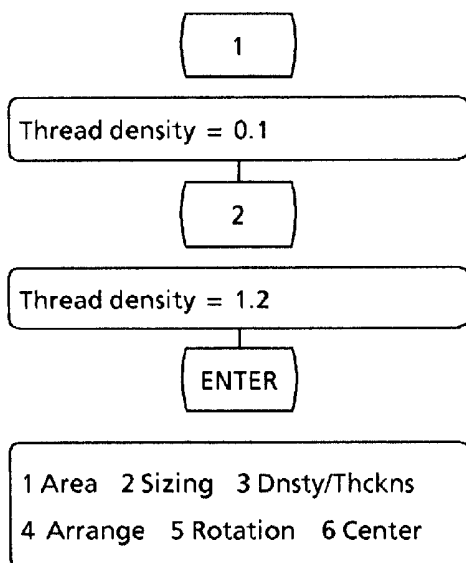 1
Thread density = 0.1
2
Thread density = 1.2
ENTER
1 Area 2 Sizing 3 Dnsty/Thckns
4 Arrange 5 Rotation 6 Center